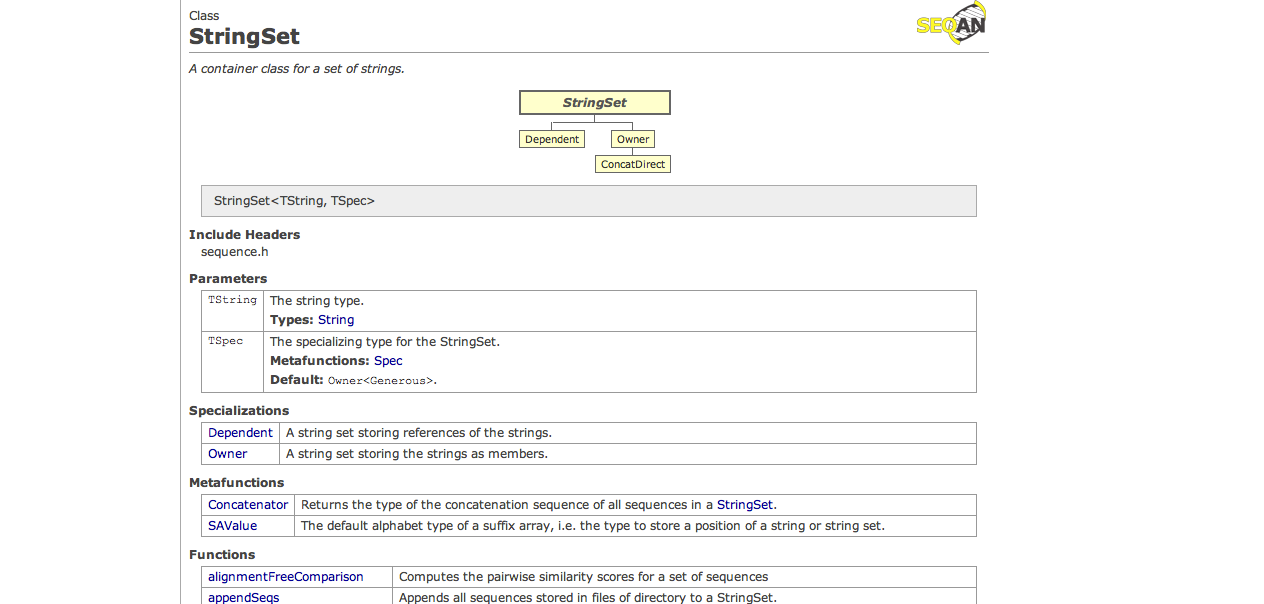 Class
StringSet
SEQAN
A container class for a set of strings.
StringSet
Dependent Owner
ConcatDirect
StringSet<TString, TSpec>
Include Headers
sequence.h
Parameters
TString The string type.
Types: String
TSpec The specializing type for the StringSet.
Metafunctions: Spec
Default: Owner<Generous>.
Specializations
Dependent A string set storing references of the strings.
Owner A string set storing the strings as members.
Metafunctions
Concatenator Returns the type of the concatenation sequence of all sequences in a StringSet.
SAValue The default alphabet type of a suffix array, i.e. the type to store a position of a string or string set.
Functions
alignmentFreeComparison Computes the pairwise similarity scores for a set of sequences
appendSeqs Appends all sequences stored in files of directory to a StringSet.